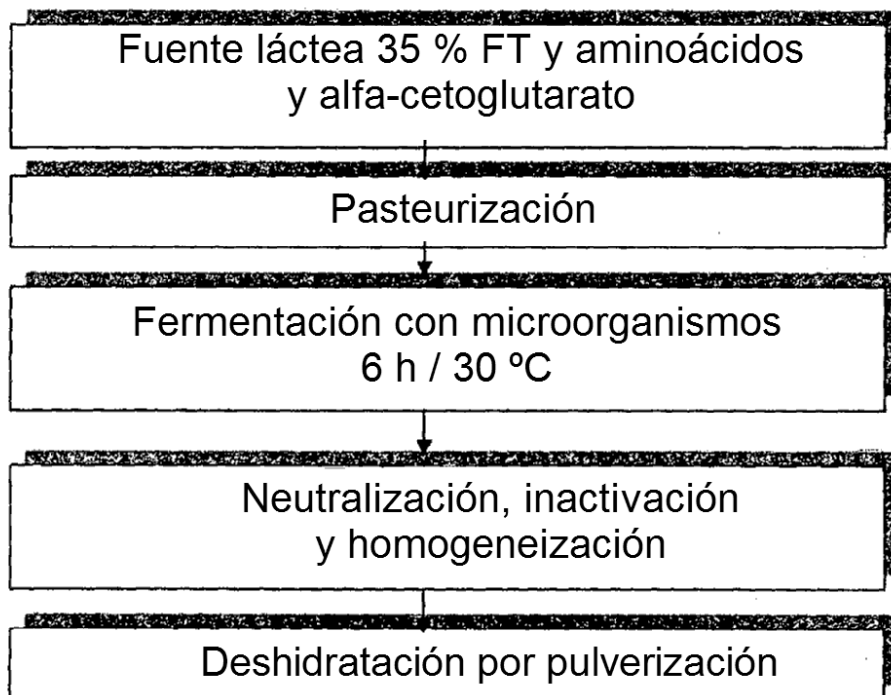 Fuente láctea 35 % FT y aminoácidos
y alfa-cetoglutarato
Pasteurización
Fermentación con microorganismos
6 h / 30 ºC
Neutralización, inactivación
y homogeneización
Deshidratación por pulverización